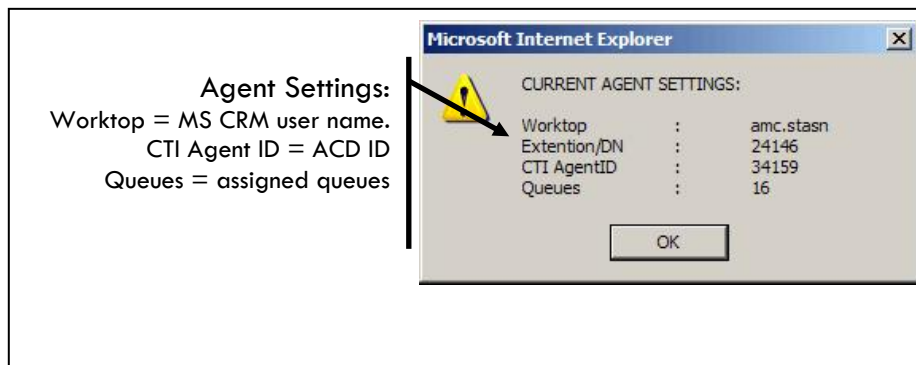 Agent Settings:
Worktop = MS CRM user name.
CTI Agent ID = ACD ID
Queues = assigned queues
Microsoft Internet Explorer
CURRENT AGENT SETTINGS:
Worktop : amc.stasn
Extention/DN : 24146
CTI AgentID : 34159
Queues : 16
OK